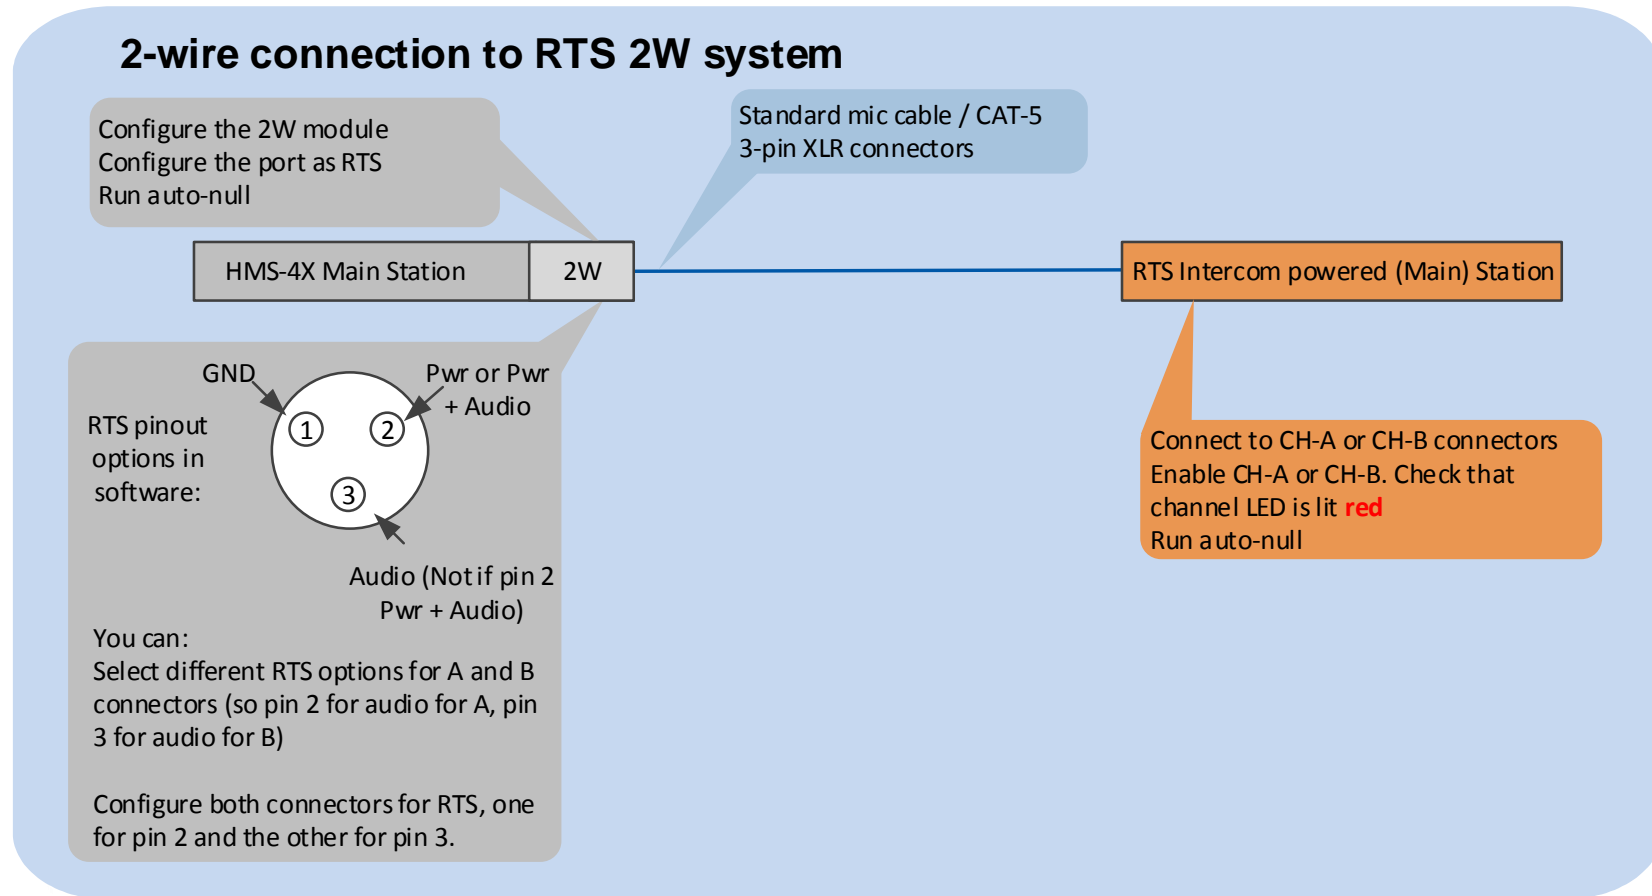 2-wire connection to RTS 2W system
Configure the 2W module
Configure the port as RTS
Run auto-null
Standard mic cable / CAT-5
3-pin XLR connectors
HMS-4X Main Station
2W
RTS Intercom powered (Main) Station
GND
Pwr or Pwr
+ Audio
RTS pinout
options in
software:
1
2
3
Audio (Not if pin 2
Pwr + Audio)
You can:
Select different RTS options for A and B
connectors (so pin 2 for audio for A, pin
3 for audio for B)
Configure both connectors for RTS, one
for pin 2 and the other for pin 3.
Connect to CH-A or CH-B connectors
Enable CH-A or CH-B. Check that
channel LED is lit red
Run auto-null